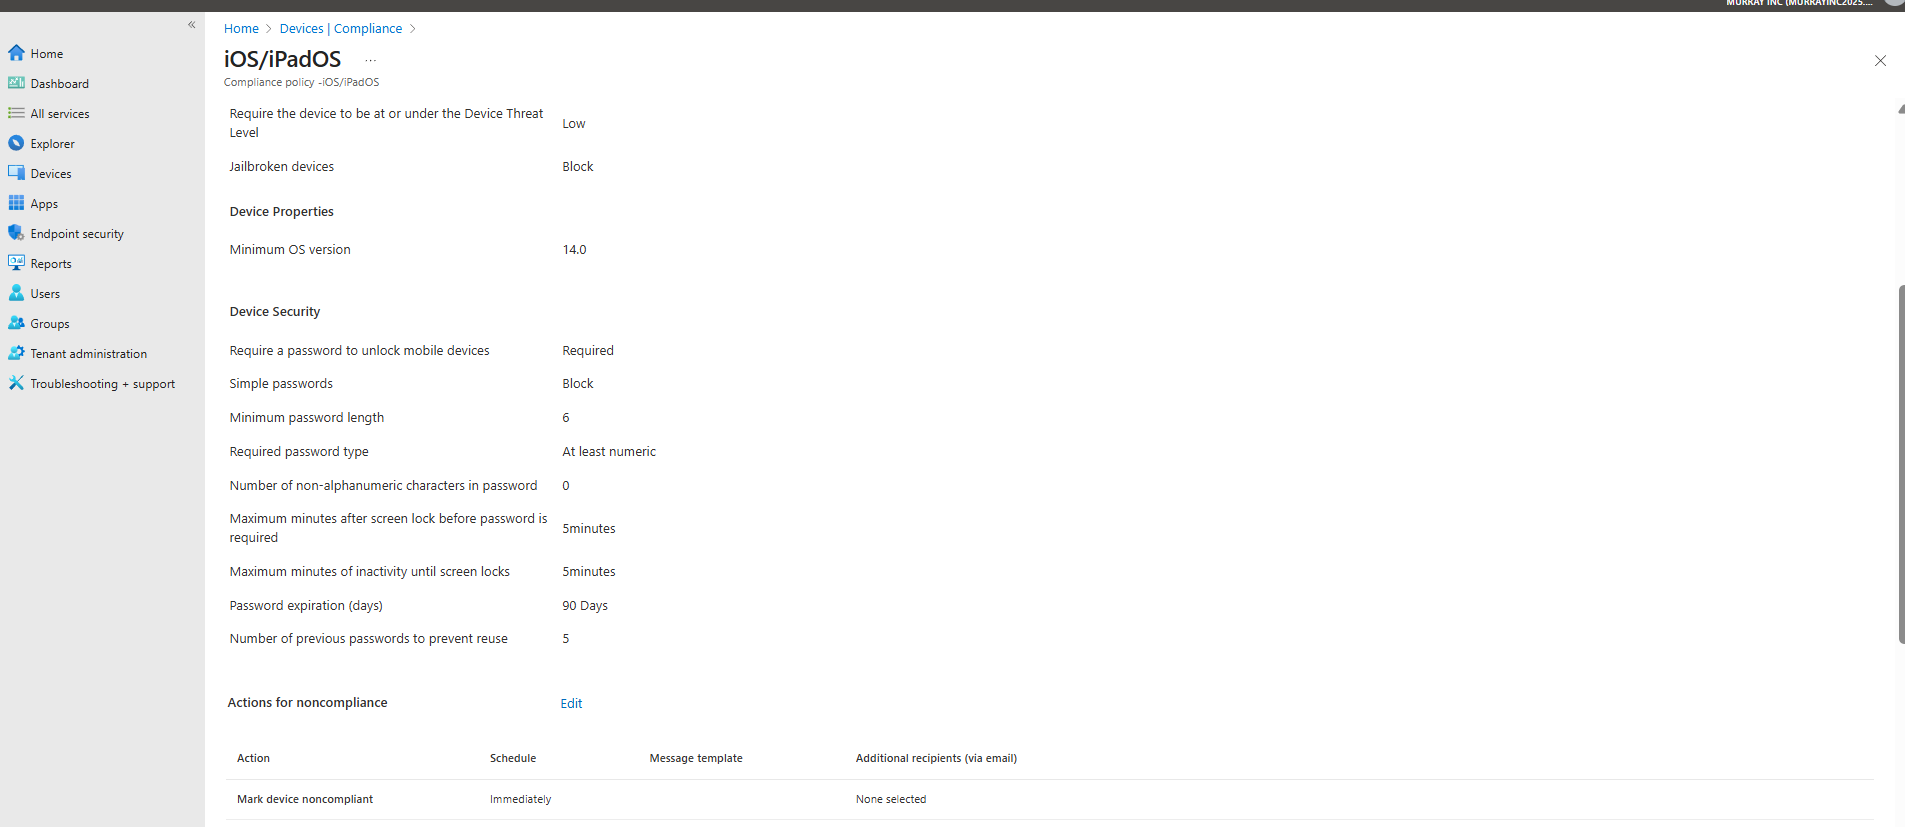 MURRAY INC (MURRAYINC2025....
«
Home > Devices | Compliance >
Home
Dashboard
All services
Explorer
Devices
Apps
Endpoint security
Reports
Users
Groups
Tenant administration
Troubleshooting + support
iOS/iPadOS ...
Compliance policy -iOS/iPadOS
Require the device to be at or under the Device Threat
Level
Low
Jailbroken devices Block
Device Properties
Minimum OS version 14.0
Device Security
Require a password to unlock mobile devices Required
Simple passwords Block
Minimum password length 6
Required password type At least numeric
Number of non-alphanumeric characters in password 0
Maximum minutes after screen lock before password is
required
5minutes
Maximum minutes of inactivity until screen locks 5minutes
Password expiration (days) 90 Days
Number of previous passwords to prevent reuse 5
Actions for noncompliance Edit
Action Schedule Message template Additional recipients (via email)
Mark device noncompliant Immediately None selected